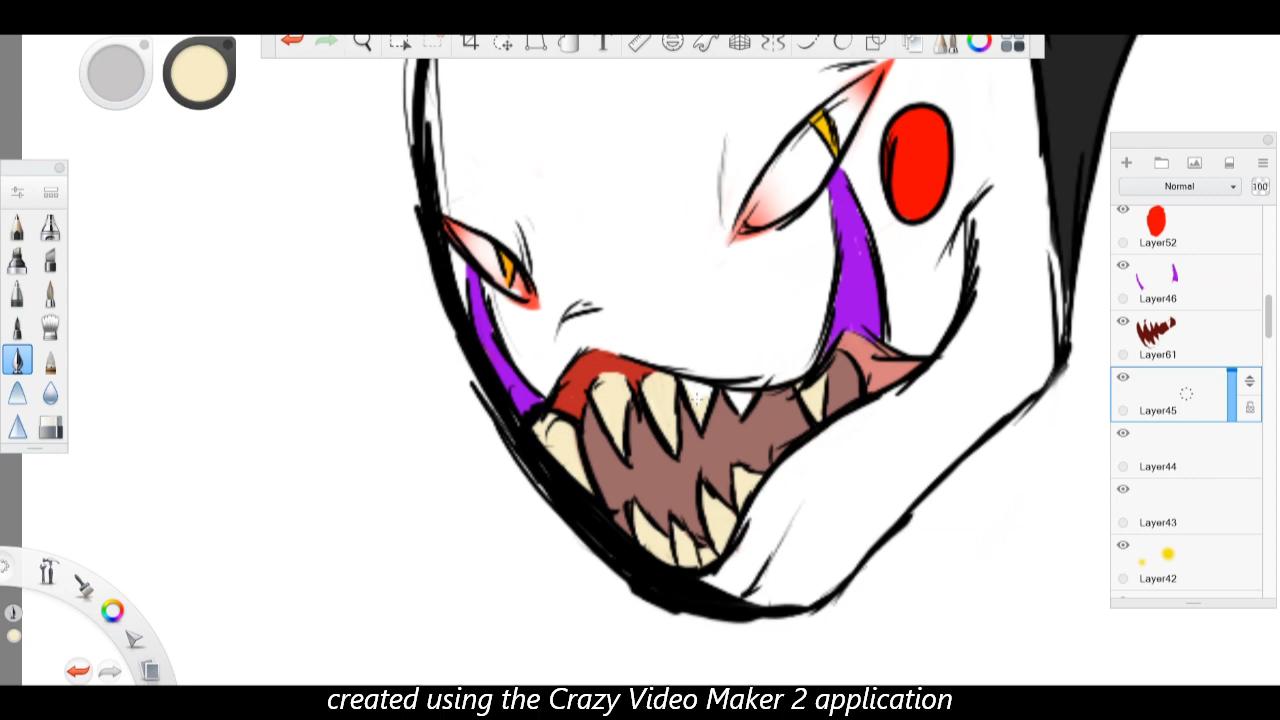 Normal
100
Layer52
Layer46
Layer61
Layer45
Layer44
Layer43
Layer42
created using the Crazy Video Maker 2 application